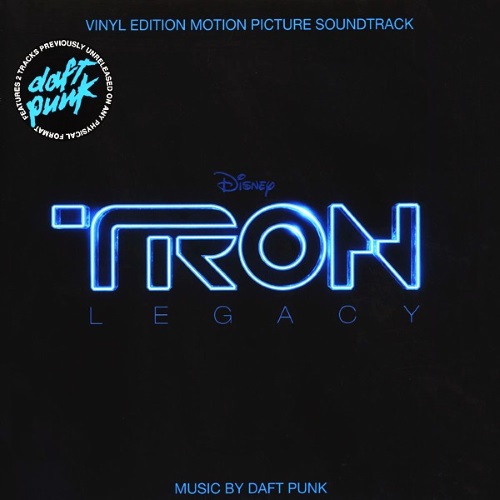 VINYL EDITION MOTION PICTURE SOUNDTRACK
FEATURES 2 TRACKS PREVIOUSLY UNRELEASED ON ANY PHYSICAL FORMAT
daft
punk
Disney
TRON
LEGACY
MUSIC BY DAFT PUNK